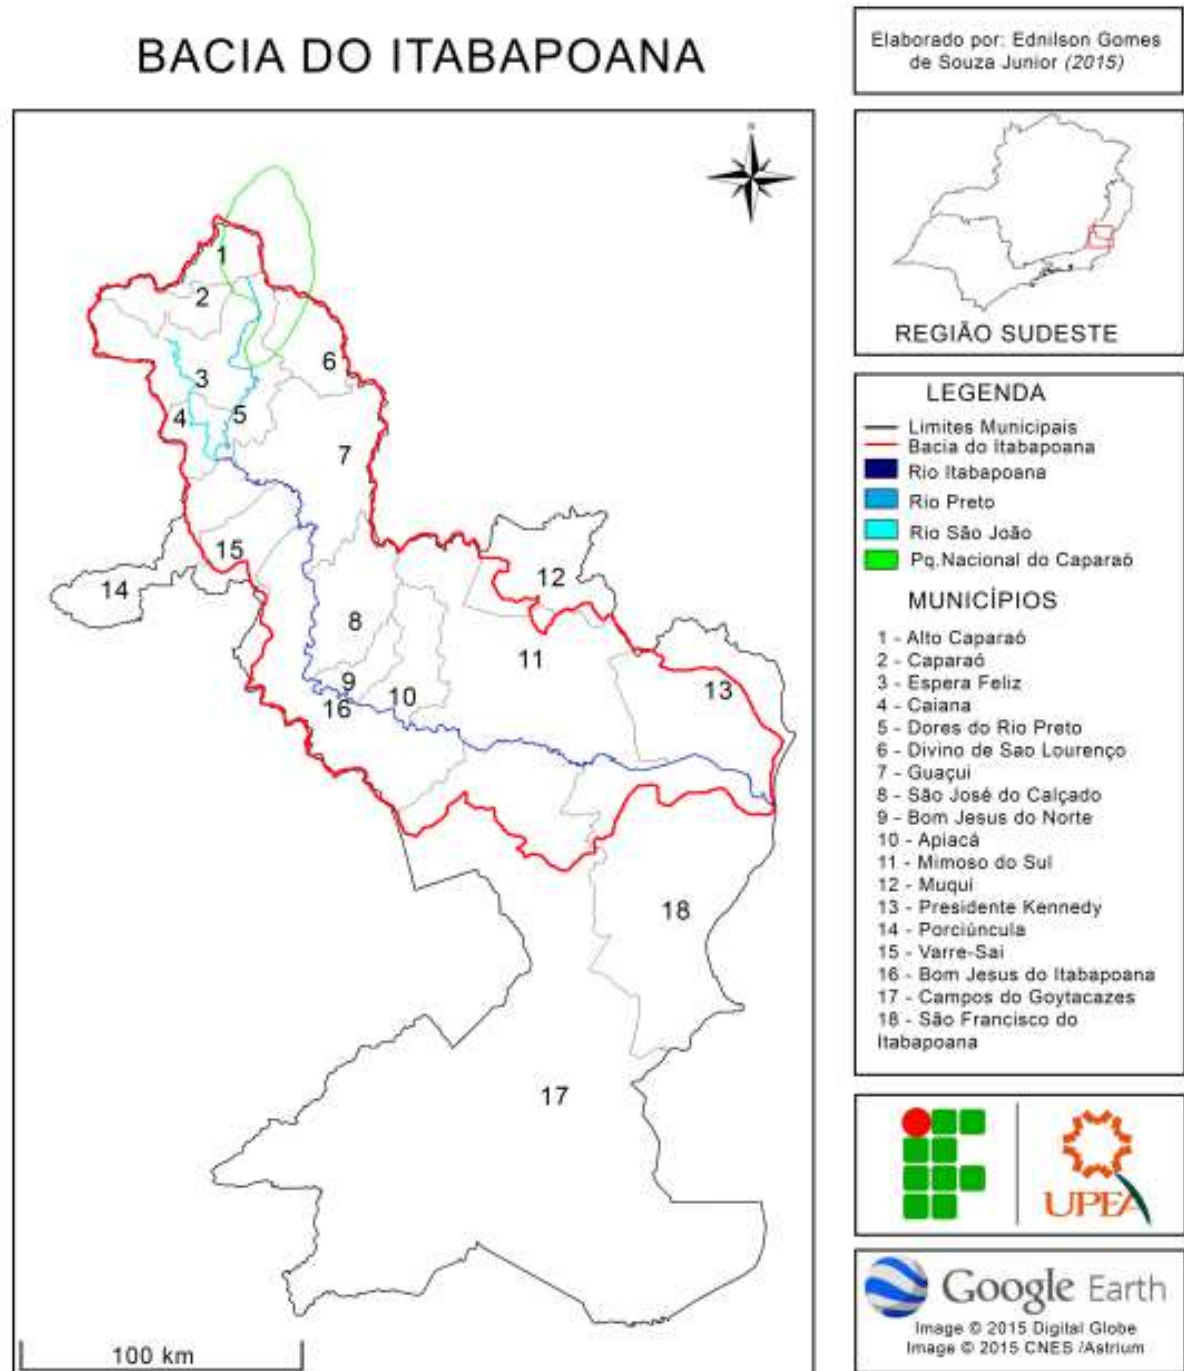 BACIA DO ITABAPOANA
Elaborado por: Ednilson Gomes
de Souza Junior (2015)
N
1
2
3
4
5
6
7
8
9
10
11
12
13
14
15
16
17
18
100 km
REGIÃO SUDESTE
LEGENDA
Limites Municipais
Bacia do Itabapoana
Rio Itabapoana
Rio Preto
Rio São João
Pq.Nacional do Caparaó
MUNICÍPIOS
1 - Alto Caparaó
2 - Caparaó
3 - Espera Feliz
4 - Caiana
5 - Dores do Rio Preto
6 - Divino de Sao Lourenço
7 - Guaçui
8 - São José do Calçado
9 - Bom Jesus do Norte
10 - Apiacá
11 - Mimoso do Sul
12 - Muqui
13 - Presidente Kennedy
14 - Porciúncula
15 - Varre-Sai
16 - Bom Jesus do Itabapoana
17 - Campos do Goytacazes
18 - São Francisco do
Itabapoana
UPEA
Google Earth
Image © 2015 Digital Globe
Image © 2015 CNES /Astrium